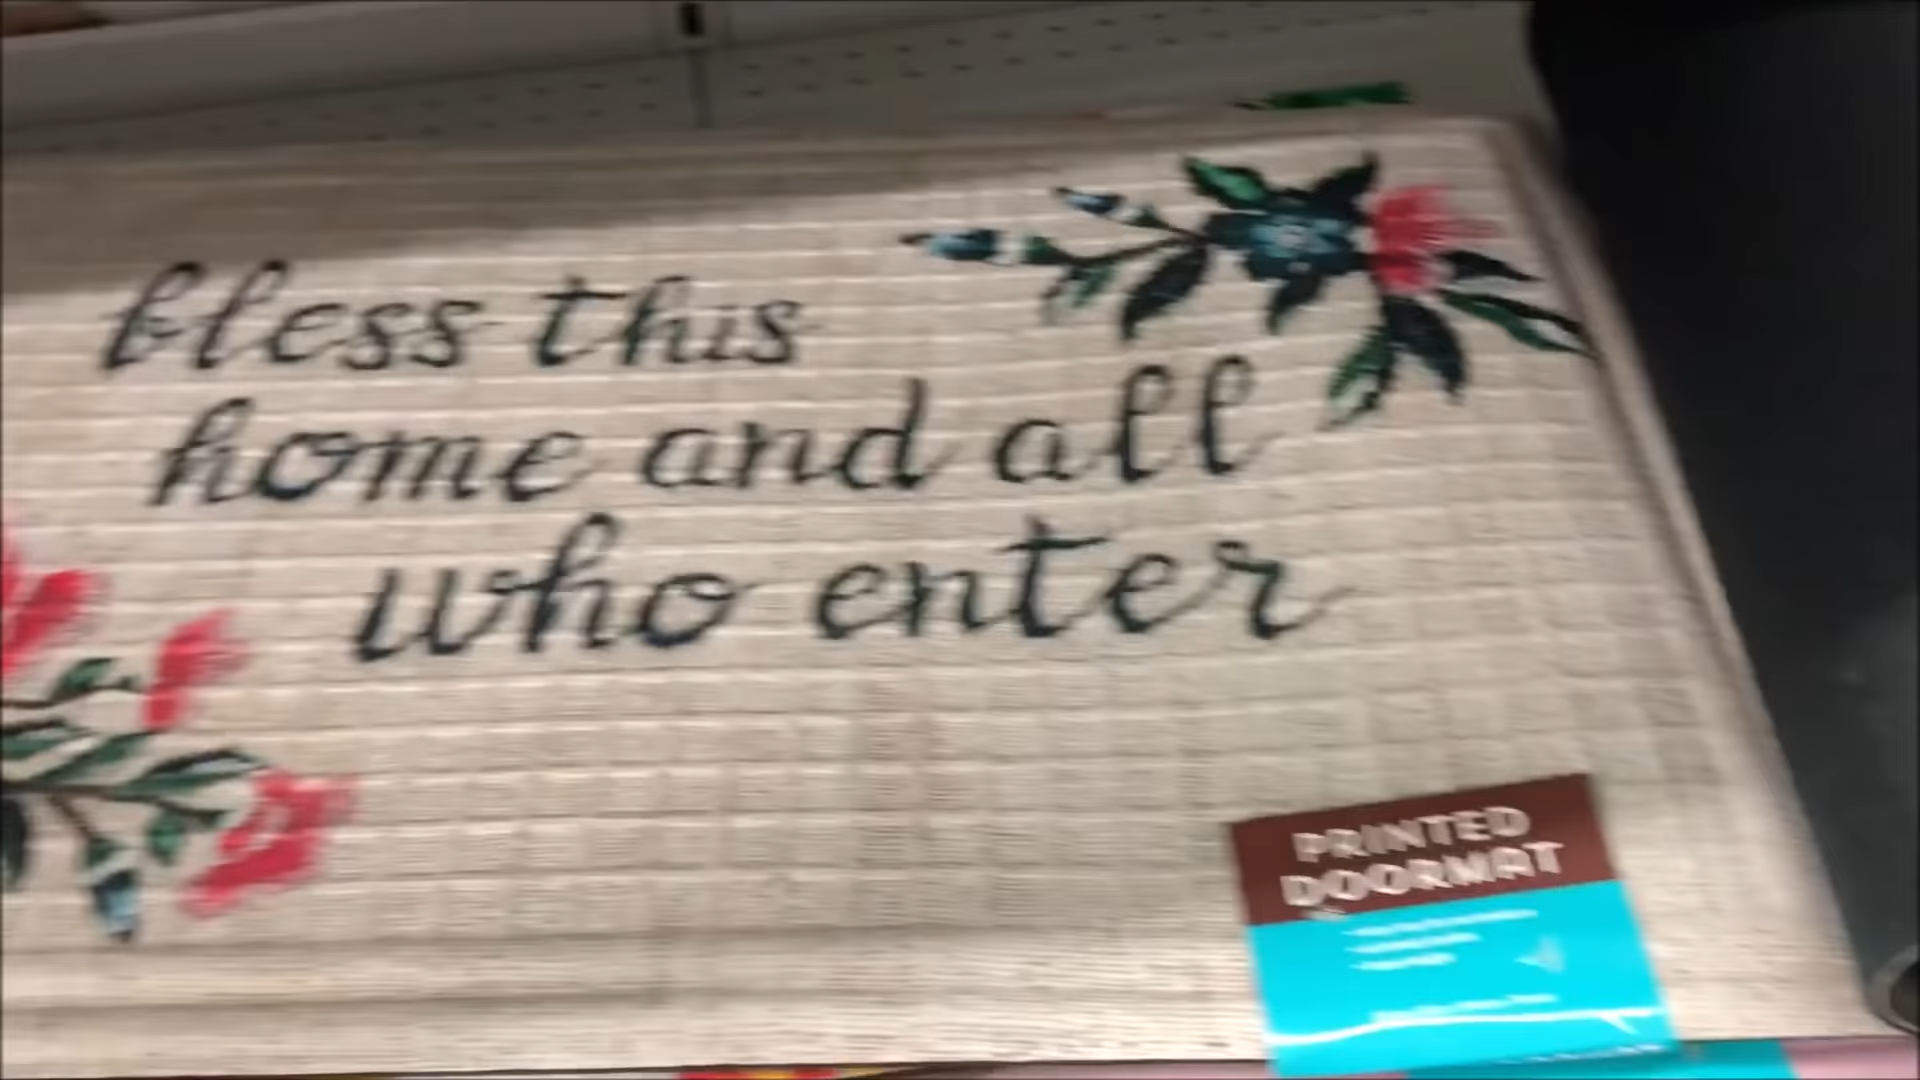 bless this
home and all
who enter
PRINTED
DOORMAT